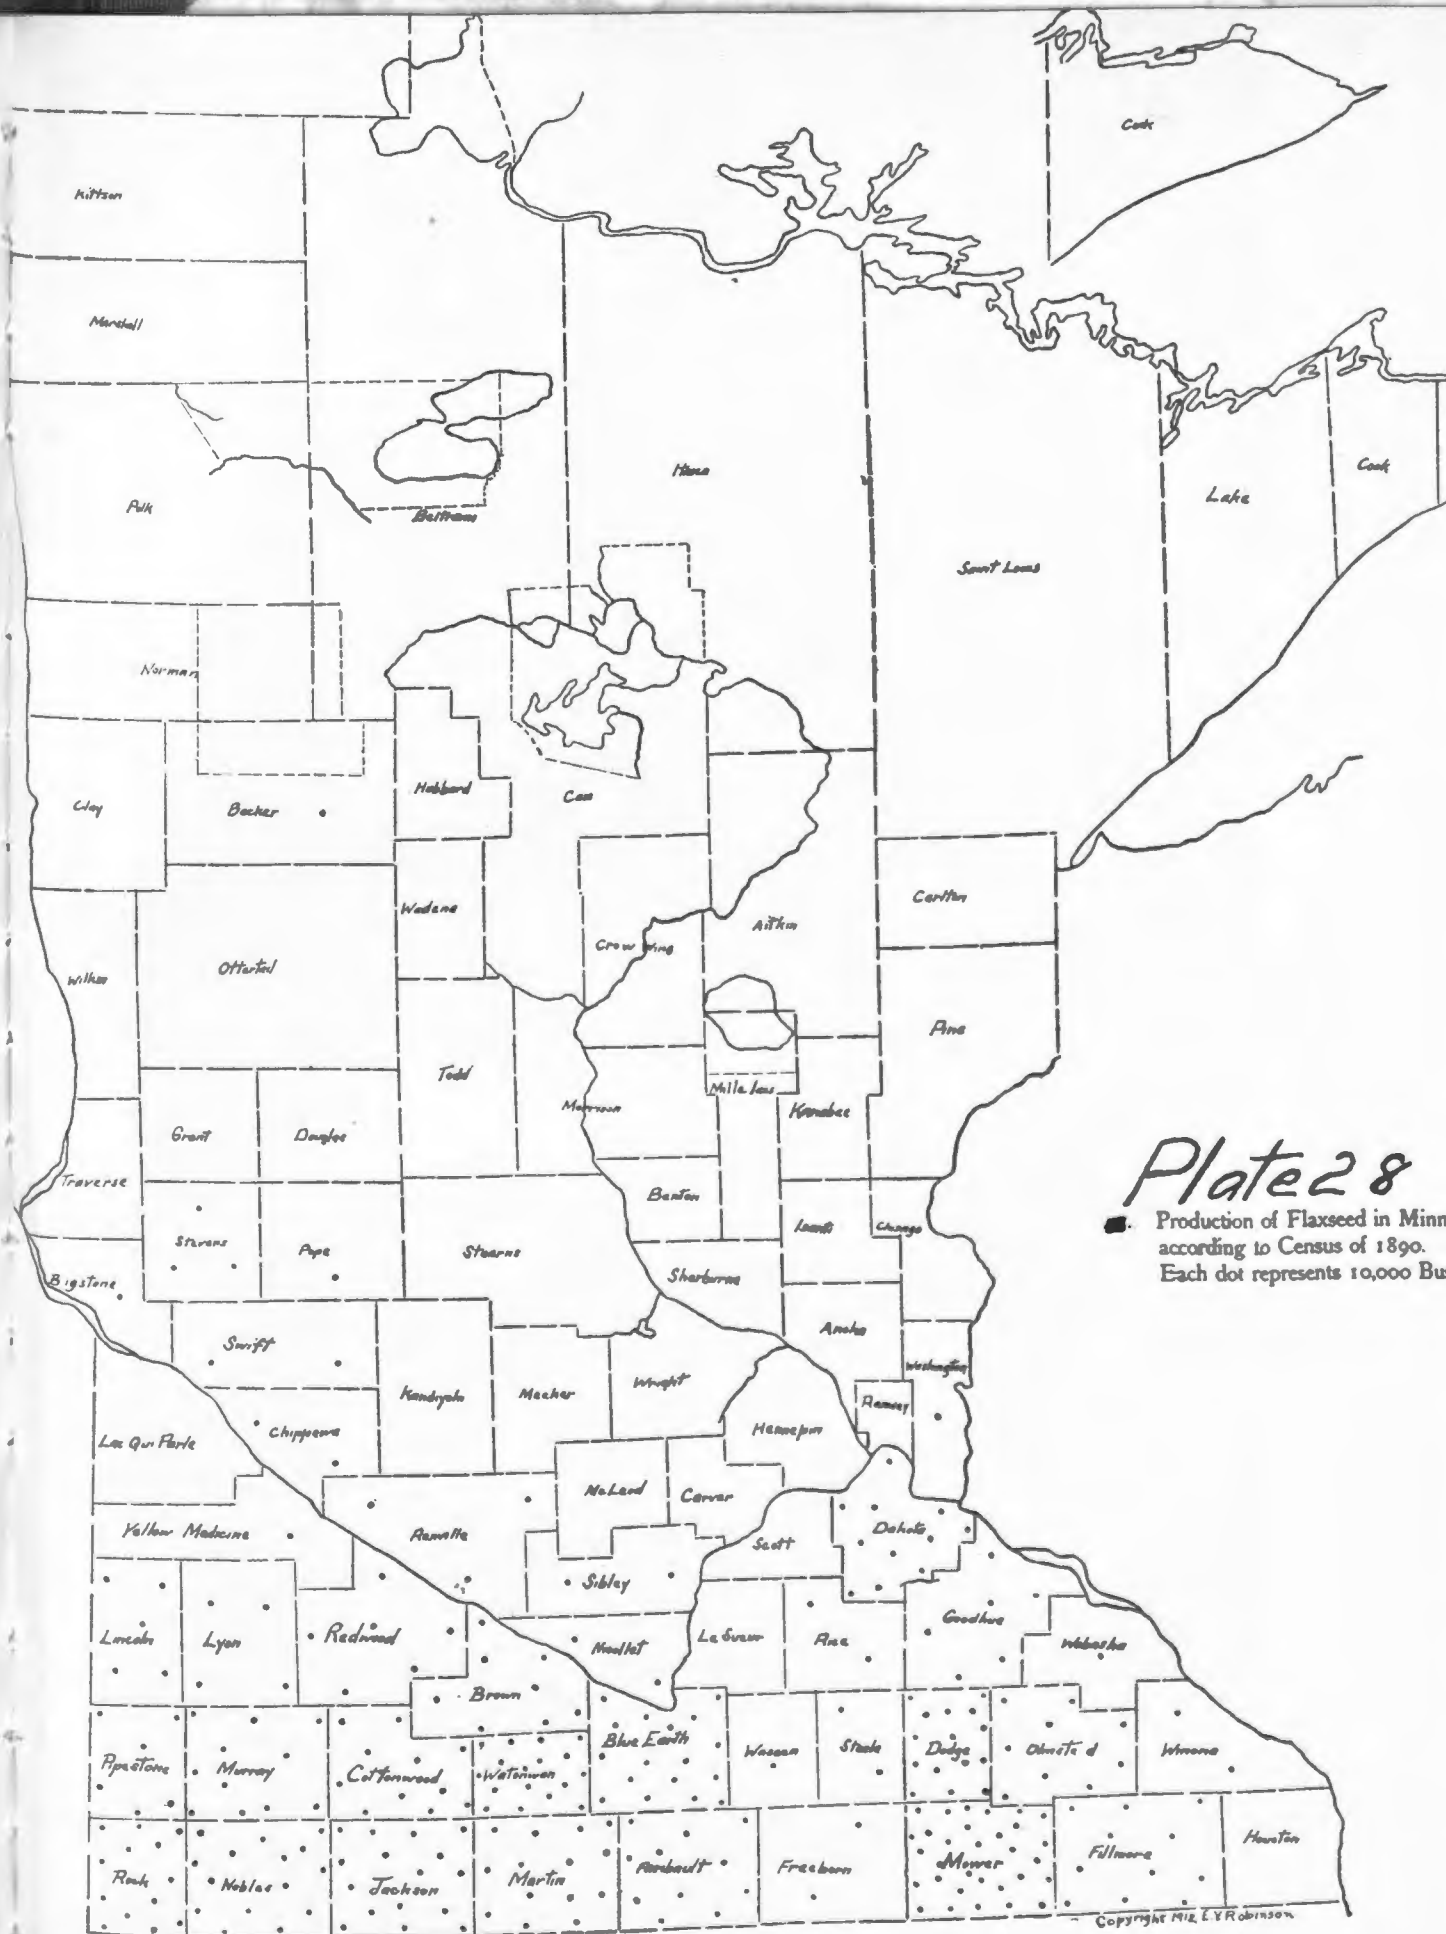 Cook
Kittson
Marshall
Itasca
Cook
Lake
Polk
Beltrami
Saint Louis
Norman
Hubbard
Cass
Clay
Becker
Carlton
Wadena
Aitkin
Crow Wing
Ottertail
Wilkin
Pine
Todd
Mille Lacs
Morrison
Kanabec
Grant
Douglas
Plate 28
Production of Flaxseed in Minn
according to Census of 1890.
Each dot represents 10,000 Bus
Traverse
Benton
Isanti
Chisago
Stevens
Pope
Stearns
Sherburne
Bigstone
Swift
Anoka
Washington
Kandiyohi
Meeker
Wright
Ramsey
Chippewa
Hennepin
Lac Qui Parle
McLeod
Carver
Yellow Medicine
Renville
Dakota
Scott
Sibley
Goodhue
Lincoln
Lyon
Redwood
Nicollet
Le Sueur
Rice
Wabasha
Brown
Pipestone
Murray
Cottonwood
Watonwan
Blue Earth
Waseca
Steele
Dodge
Olmsted
Winona
Rock
Nobles
Jackson
Martin
Faribault
Freeborn
Mower
Fillmore
Houston
Copyright 1912 E.V. Robinson